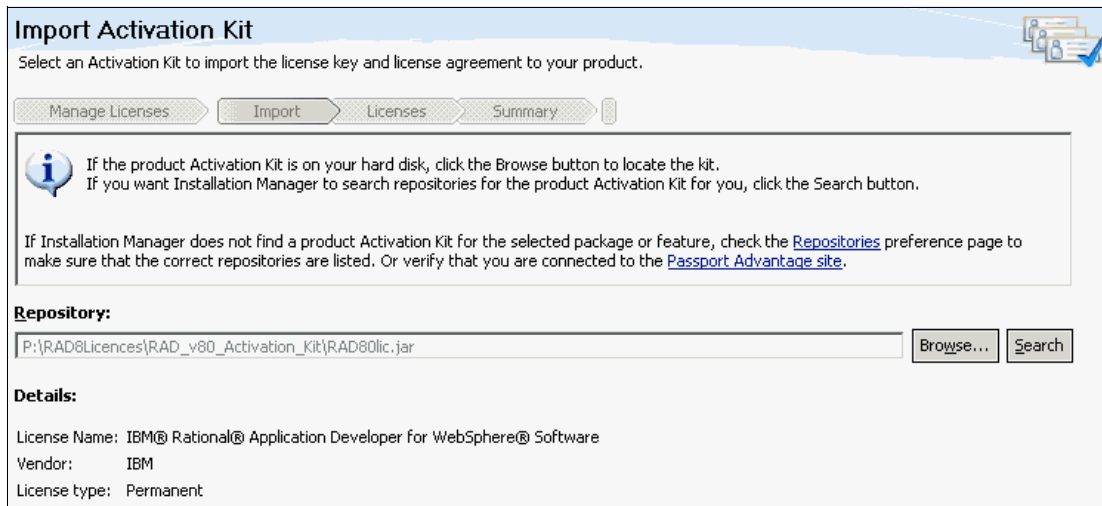 Import Activation Kit
Select an Activation Kit to import the license key and license agreement to your product.
Manage Licenses Import Licenses Summary
If the product Activation Kit is on your hard disk, click the Browse button to locate the kit.
If you want Installation Manager to search repositories for the product Activation Kit for you, click the Search button.
If Installation Manager does not find a product Activation Kit for the selected package or feature, check the Repositories preference page to
make sure that the correct repositories are listed. Or verify that you are connected to the Passport Advantage site.
Repository:
P:\RAD8Licences\RAD_v80_Activation_Kit\RAD80lic.jar Browse... Search
Details:
License Name: IBM® Rational® Application Developer for WebSphere® Software
Vendor: IBM
License type: Permanent